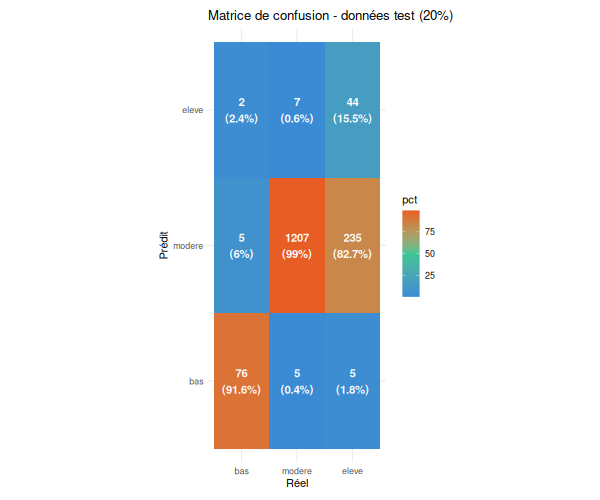 Matrice de confusion - données test (20%)
eleve
2
(2.4%)
7
(0.6%)
44
(15.5%)
modere
5
(6%)
1207
(99%)
235
(82.7%)
bas
76
(91.6%)
5
(0.4%)
5
(1.8%)
Prédit
bas
modere
eleve
Réel
pct
75
50
25